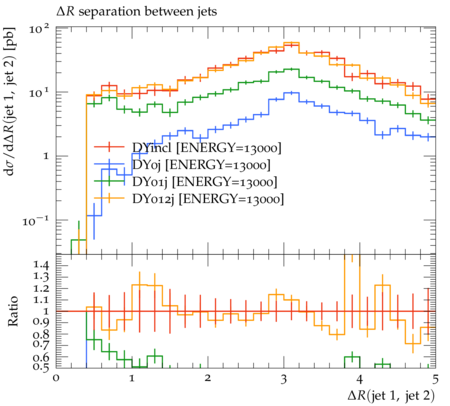 ΔR separation between jets
dσ/dΔR(jet 1, jet 2) [pb]
10²
10¹
1
10⁻¹
DYincl [ENERGY=13000]
DY0j [ENERGY=13000]
DY01j [ENERGY=13000]
DY012j [ENERGY=13000]
Ratio
1.4
1.3
1.2
1.1
1
0.9
0.8
0.7
0.6
0.5
0 1 2 3 4 5
ΔR(jet 1, jet 2)